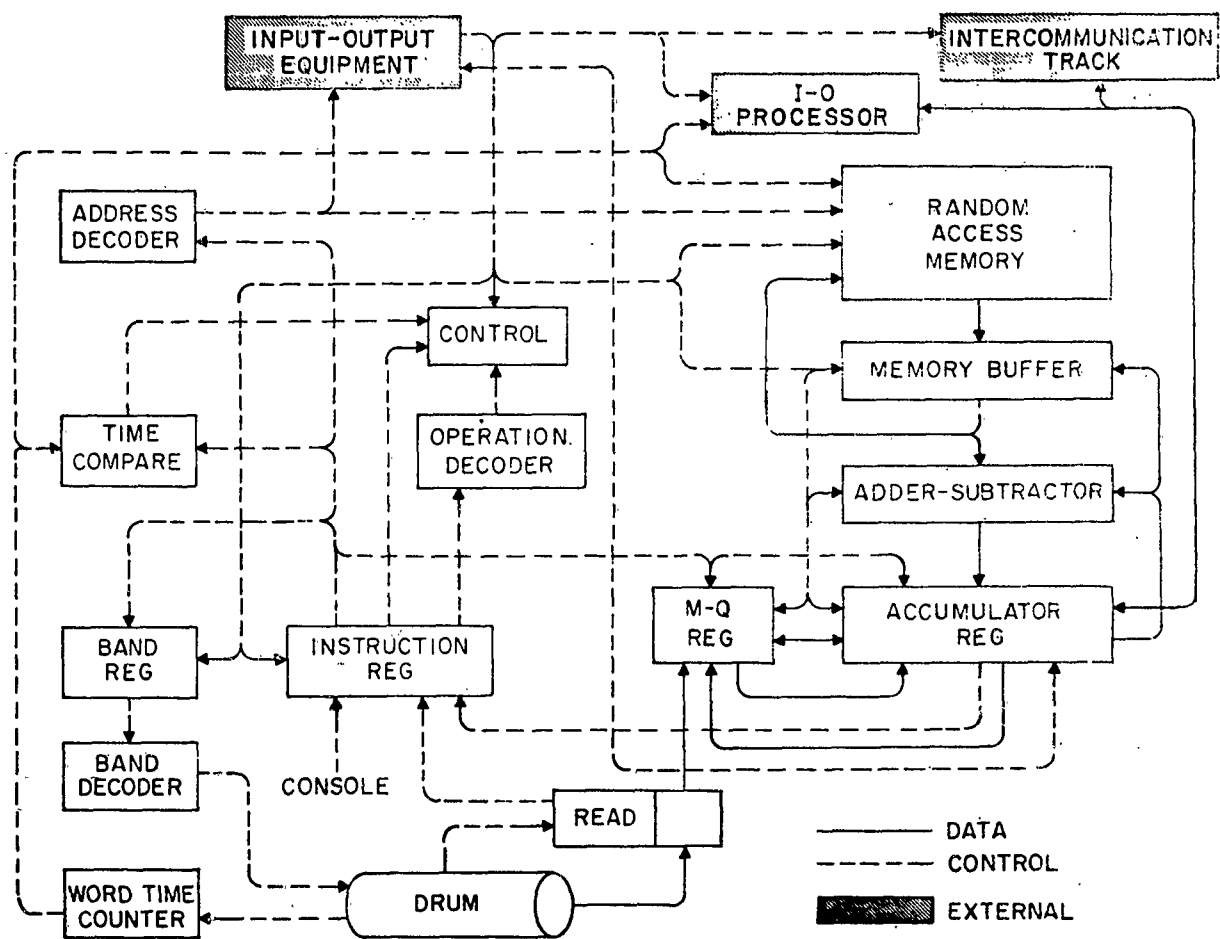 INPUT-OUTPUT
EQUIPMENT
INTERCOMMUNICATION
TRACK
I-O
PROCESSOR
ADDRESS
DECODER
RANDOM
ACCESS
MEMORY
CONTROL
MEMORY BUFFER
TIME
COMPARE
OPERATION
DECODER
ADDER-SUBTRACTOR
M-Q
REG
ACCUMULATOR
REG
BAND
REG
INSTRUCTION
REG
BAND
DECODER
CONSOLE
READ
DATA
CONTROL
WORD TIME
COUNTER
DRUM
EXTERNAL